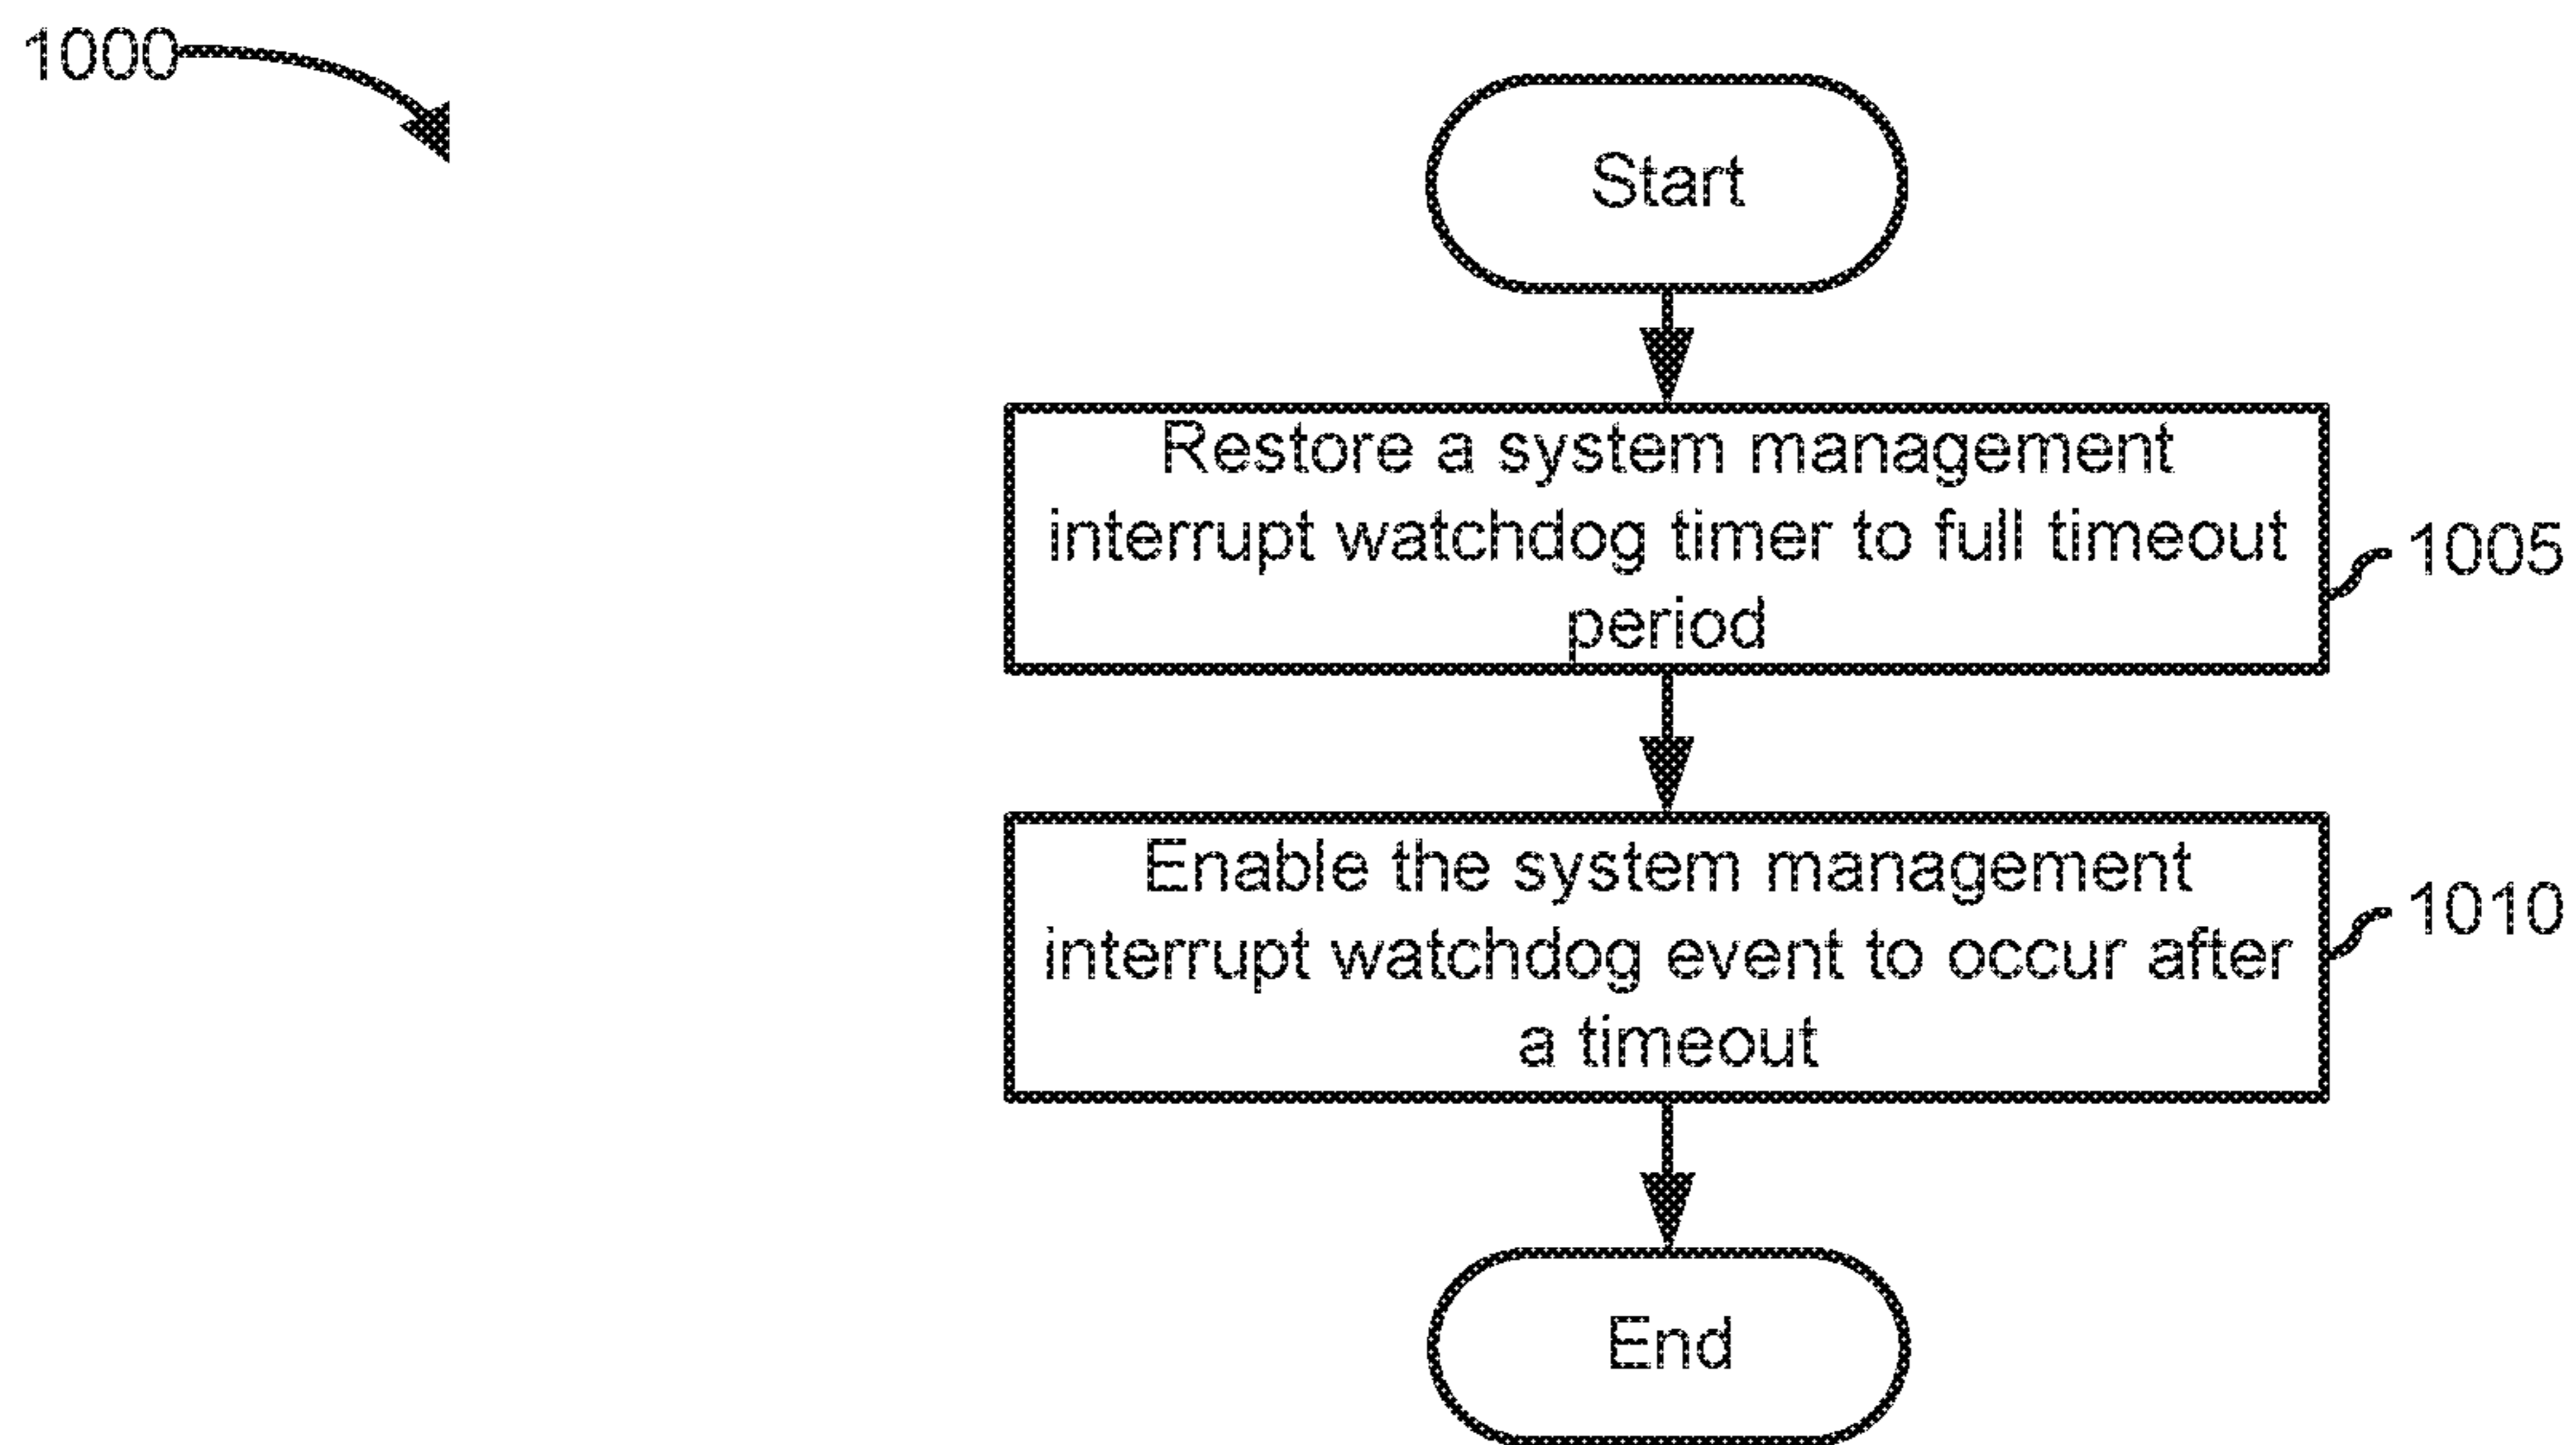 1000
Start
Restore a system management
interrupt watchdog timer to full timeout
period
1005
Enable the system management
interrupt watchdog event to occur after
a timeout
1010
End